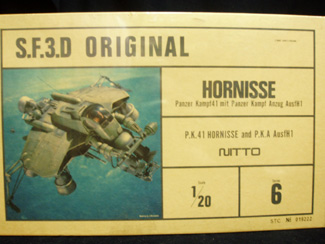 S.F.3.D ORIGINAL
HORNISSE
Panzer Kampf41 mit Panzer Kampf Anzug AusfH1
P.K.41 HORNISSE and P.K.A AusfH1
NITTO
1/20
6